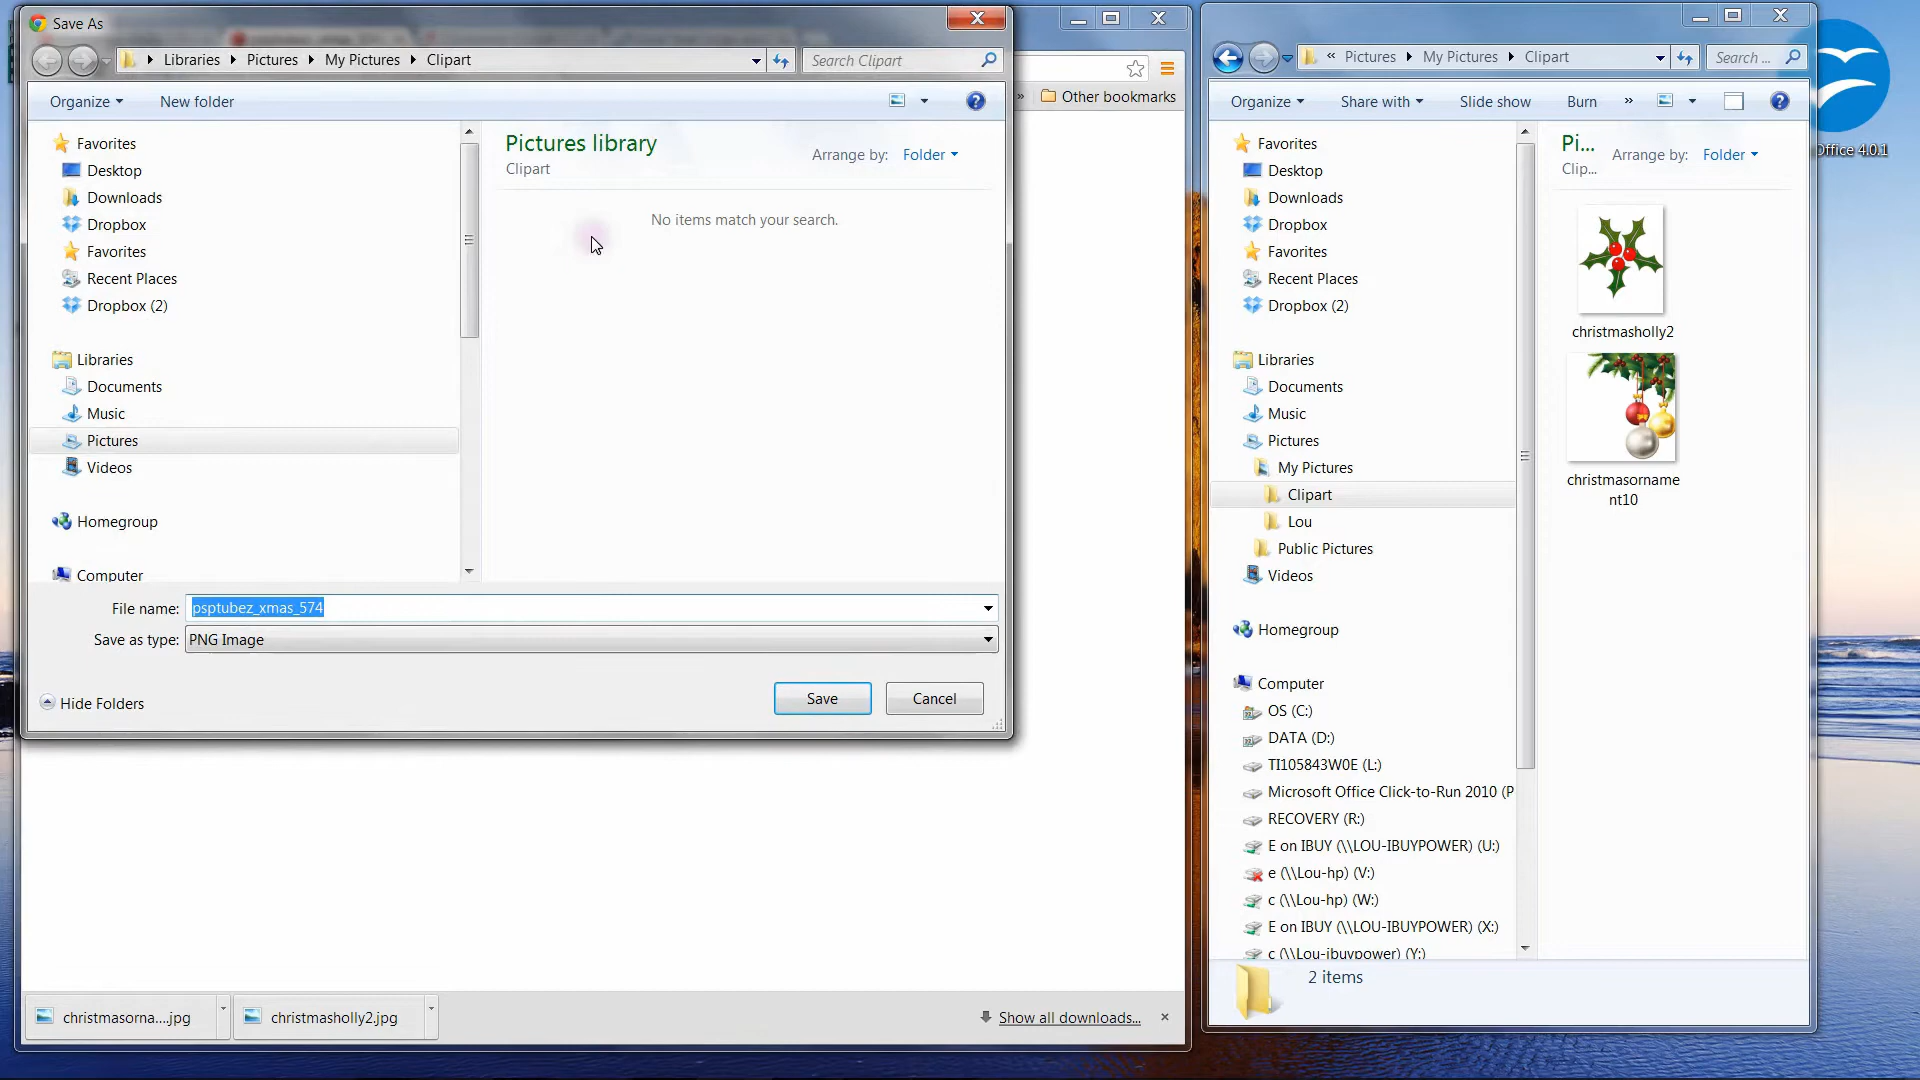 Save As
Libraries
Pictures
My Pictures
Clipart
Search Clipart
Organize
New folder
Pictures library
Clipart
Arrange by:
Folder
No items match your search.
Favorites
Desktop
Downloads
Dropbox
Favorites
Recent Places
Dropbox (2)
Libraries
Documents
Music
Pictures
Videos
Homegroup
Computer
File name:
psptubez_xmas_574
Save as type:
PNG Image
Hide Folders
Save
Cancel
»
Other bookmarks
christmasorna....jpg
christmasholly2.jpg
Show all downloads...
«
Pictures
My Pictures
Clipart
Search ...
Organize
Share with
Slide show
Burn
»
Favorites
Desktop
Downloads
Dropbox
Favorites
Recent Places
Dropbox (2)
Libraries
Documents
Music
Pictures
My Pictures
Clipart
Lou
Public Pictures
Videos
Homegroup
Computer
OS (C:)
DATA (D:)
TI105843W0E (L:)
Microsoft Office Click-to-Run 2010 (P
RECOVERY (R:)
E on IBUY (\\LOU-IBUYPOWER) (U:)
e (\\Lou-hp) (V:)
c (\\Lou-hp) (W:)
E on IBUY (\\LOU-IBUYPOWER) (X:)
c (\\Lou-ibuypower) (Y:)
Pi...
Clip...
Arrange by:
Folder
christmasholly2
christmasorname
nt10
2 items
Office 4.0.1